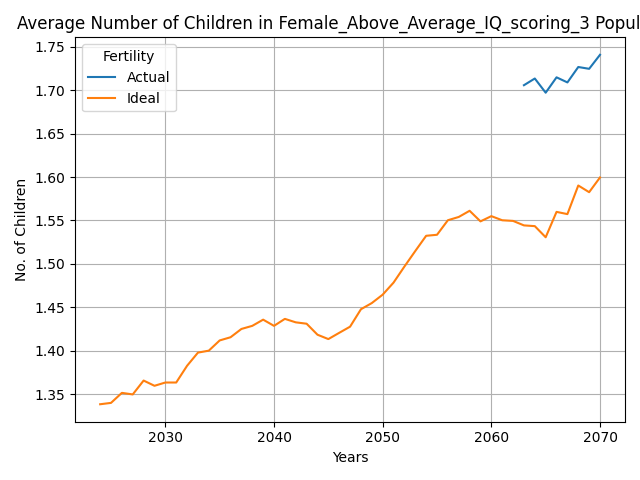 Average Number of Children in Female_Above_Average_IQ_scoring_3 Popul
Fertility
Actual
Ideal
No. of Children
1.75
1.70
1.65
1.60
1.55
1.50
1.45
1.40
1.35
2030 2040 2050 2060 2070
Years